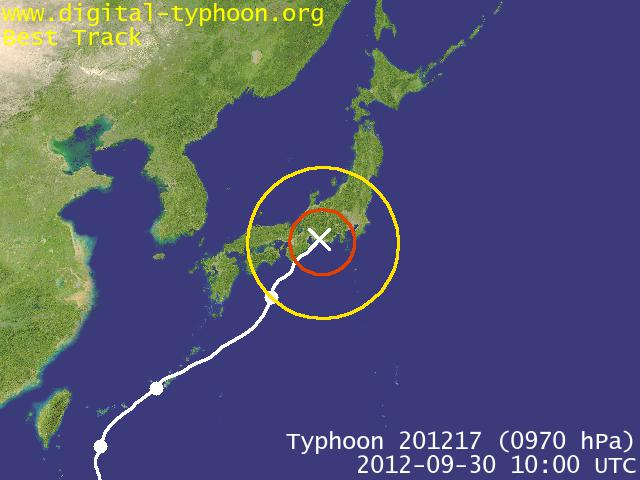 www.digital-typhoon.org
Best Track
Typhoon 201217 (0970 hPa)
2012-09-30 10:00 UTC